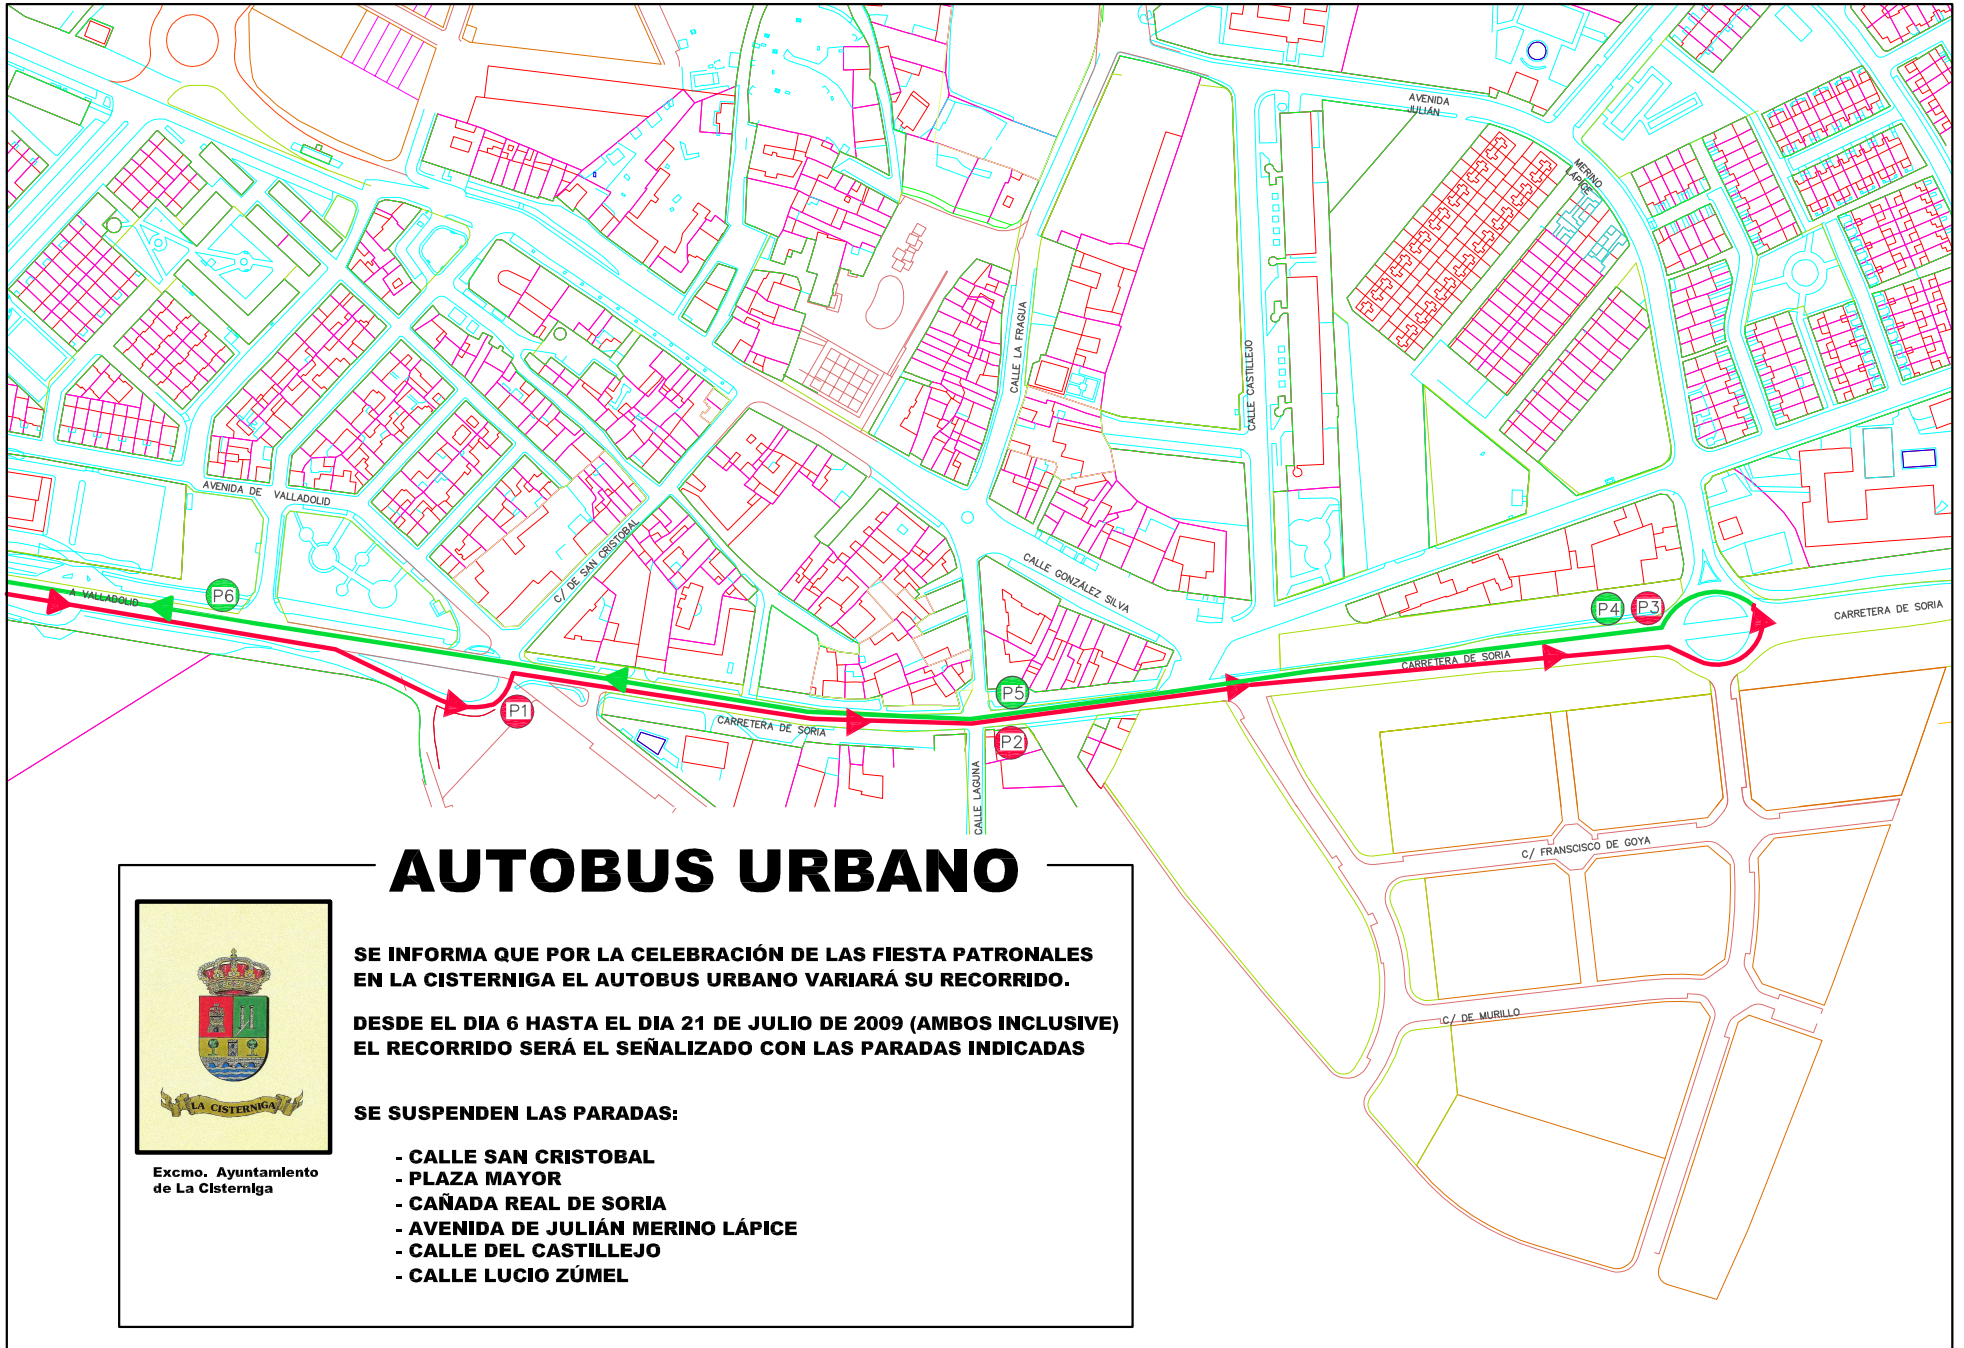 AVENIDA
JULIÁN
MERINO
LÁPICE
CALLE LA FRAGUA
CALLE CASTILLEJO
AVENIDA DE VALLADOLID
C/ DE SAN CRISTOBAL
CALLE GONZÁLEZ SILVA
A VALLADOLID
P6
P4
P3
CARRETERA DE SORIA
CARRETERA DE SORIA
P5
P1
CARRETERA DE SORIA
P2
CALLE LAGUNA
C/ FRANSCISCO DE GOYA
C/ DE MURILLO
AUTOBUS URBANO
SE INFORMA QUE POR LA CELEBRACIÓN DE LAS FIESTA PATRONALES
EN LA CISTERNIGA EL AUTOBUS URBANO VARIARÁ SU RECORRIDO.
DESDE EL DIA 6 HASTA EL DIA 21 DE JULIO DE 2009 (AMBOS INCLUSIVE)
EL RECORRIDO SERÁ EL SEÑALIZADO CON LAS PARADAS INDICADAS
SE SUSPENDEN LAS PARADAS:
- CALLE SAN CRISTOBAL
- PLAZA MAYOR
- CAÑADA REAL DE SORIA
- AVENIDA DE JULIÁN MERINO LÁPICE
- CALLE DEL CASTILLEJO
- CALLE LUCIO ZÚMEL
LA CISTERNIGA
Excmo. Ayuntamiento
de La Cisterniga